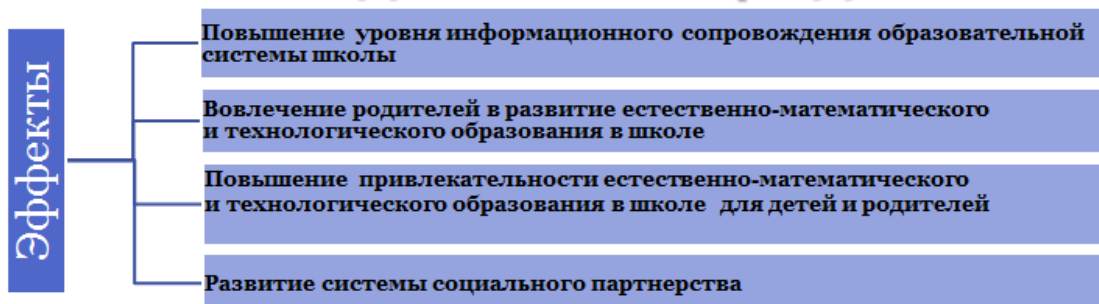 Эффекты
Повышение уровня информационного сопровождения образовательной
системы школы
Вовлечение родителей в развитие естественно-математического
и технологического образования в школе
Повышение привлекательности естественно-математического
и технологического образования в школе для детей и родителей
Развитие системы социального партнерства